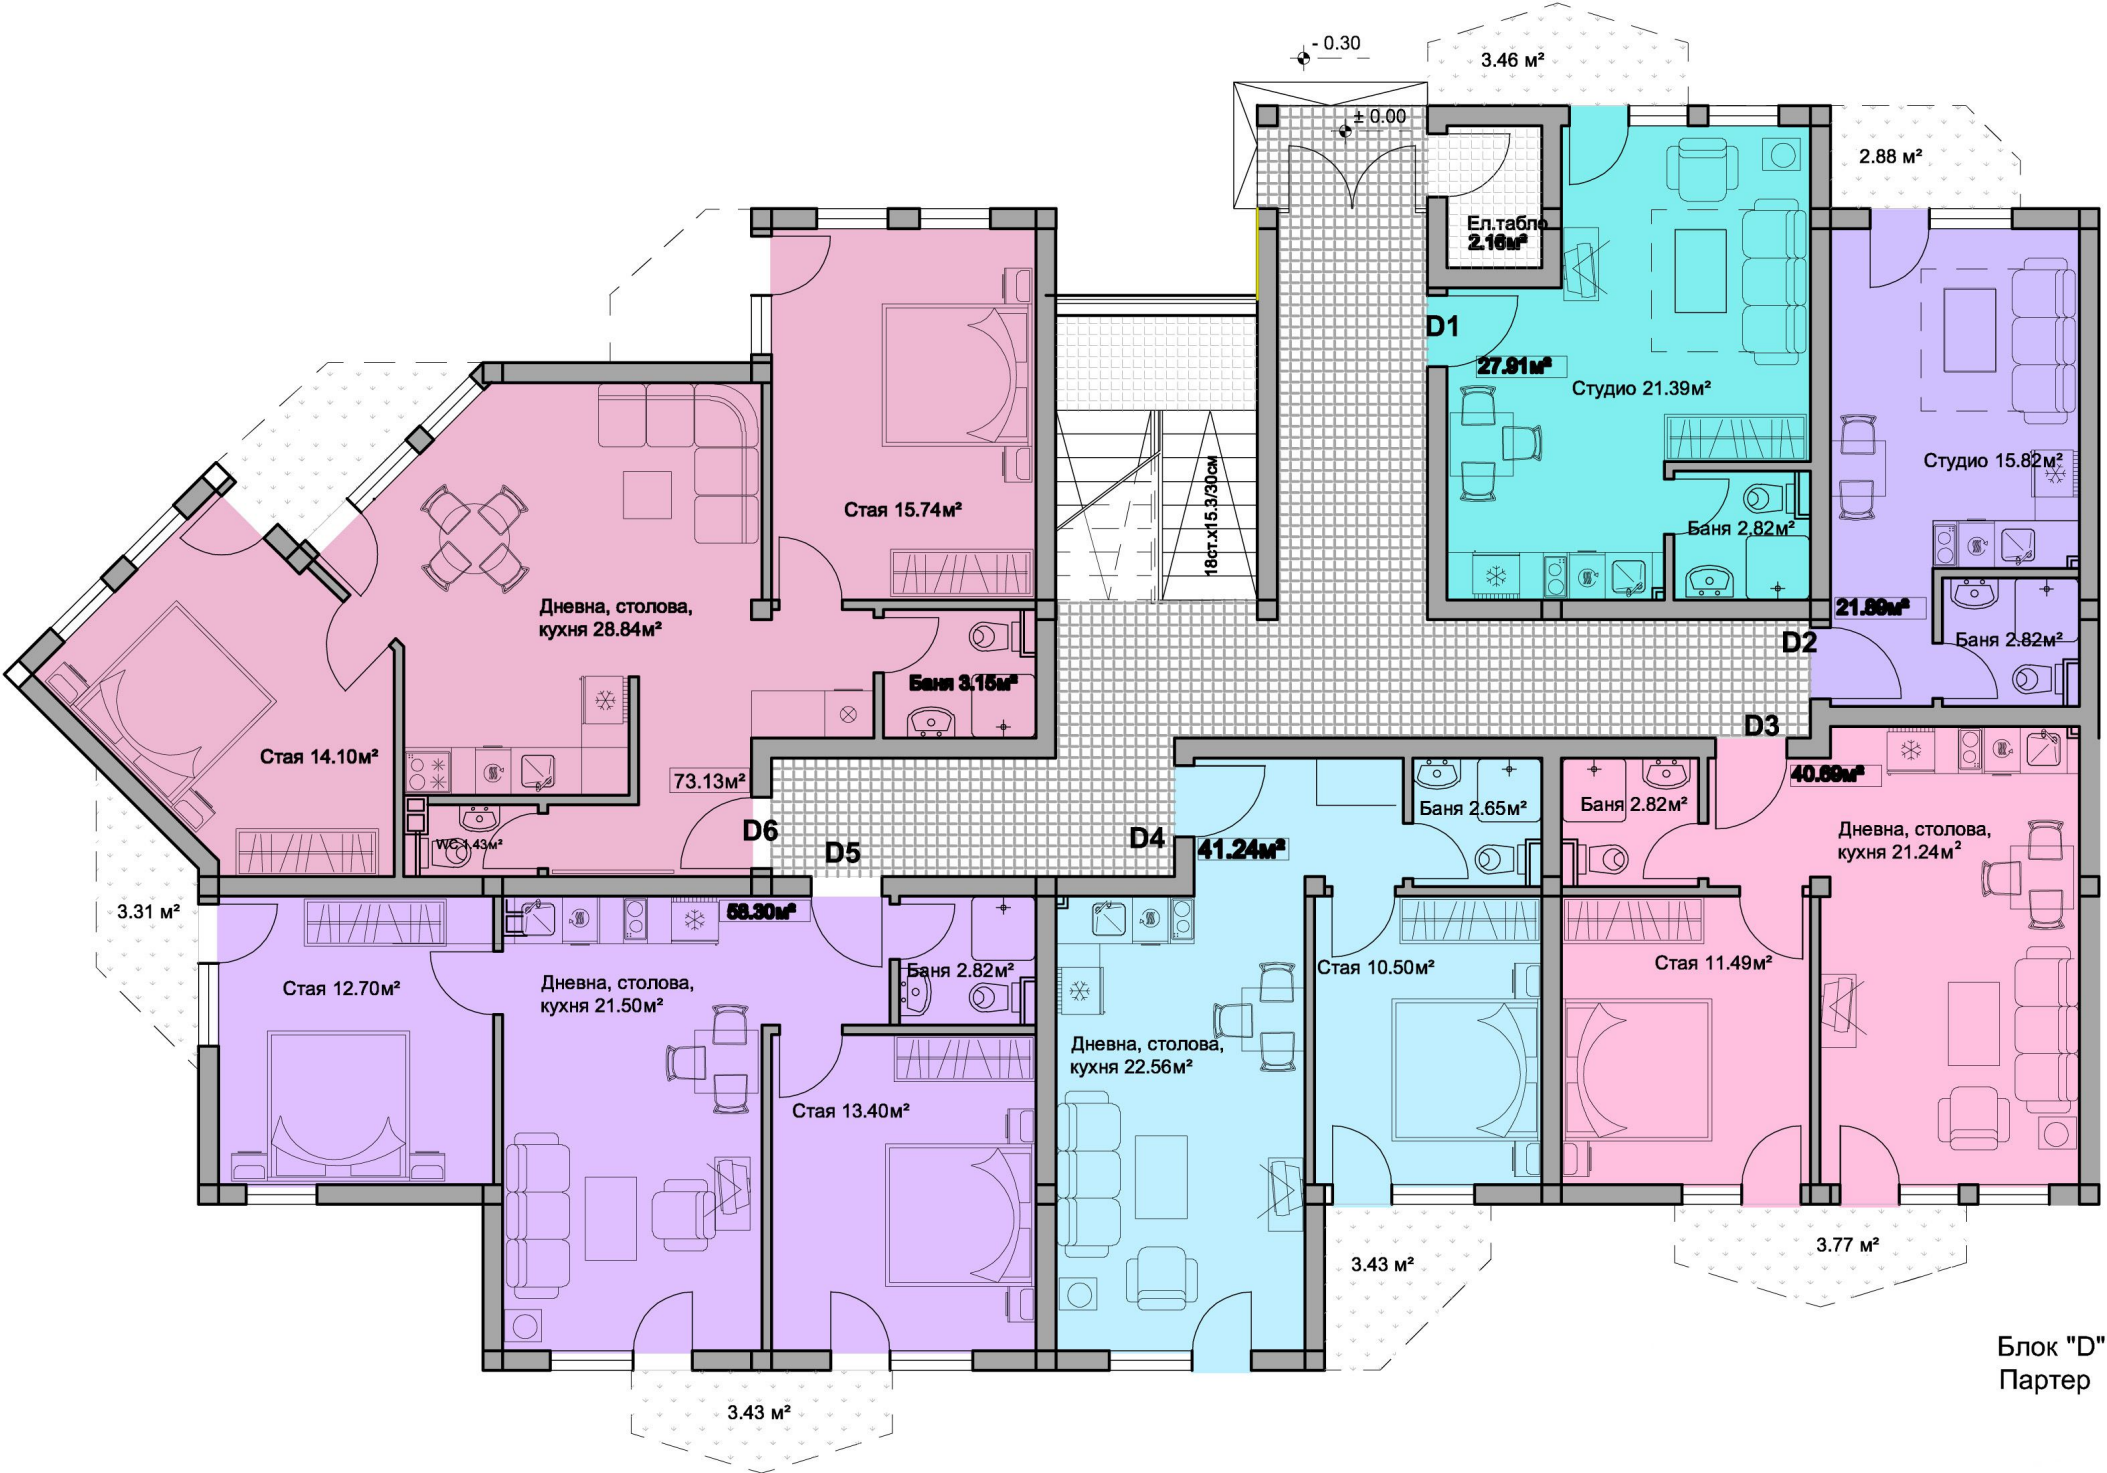 - 0.30
3.46 м²
± 0.00
2.88 м²
Ел.табло
2.16м²
D1
27.91м²
Студио 21.39м²
Студио 15.82м²
18ст.x15.3/30см
Стая 15.74м²
Баня 2.82м²
Дневна, столова,
кухня 28.84м²
21.89м²
D2
Баня 2.82м²
Баня 3.15м²
D3
Стая 14.10м²
73.13м²
40.69м²
Баня 2.65м²
Баня 2.82м²
D6
D5
D4
41.24м²
WC 1.43м²
Дневна, столова,
кухня 21.24м²
3.31 м²
58.30м²
Стая 12.70м²
Дневна, столова,
кухня 21.50м²
Баня 2.82м²
Стая 10.50м²
Стая 11.49м²
Дневна, столова,
кухня 22.56м²
Стая 13.40м²
3.43 м²
3.77 м²
3.43 м²
Блок "D"
Партер